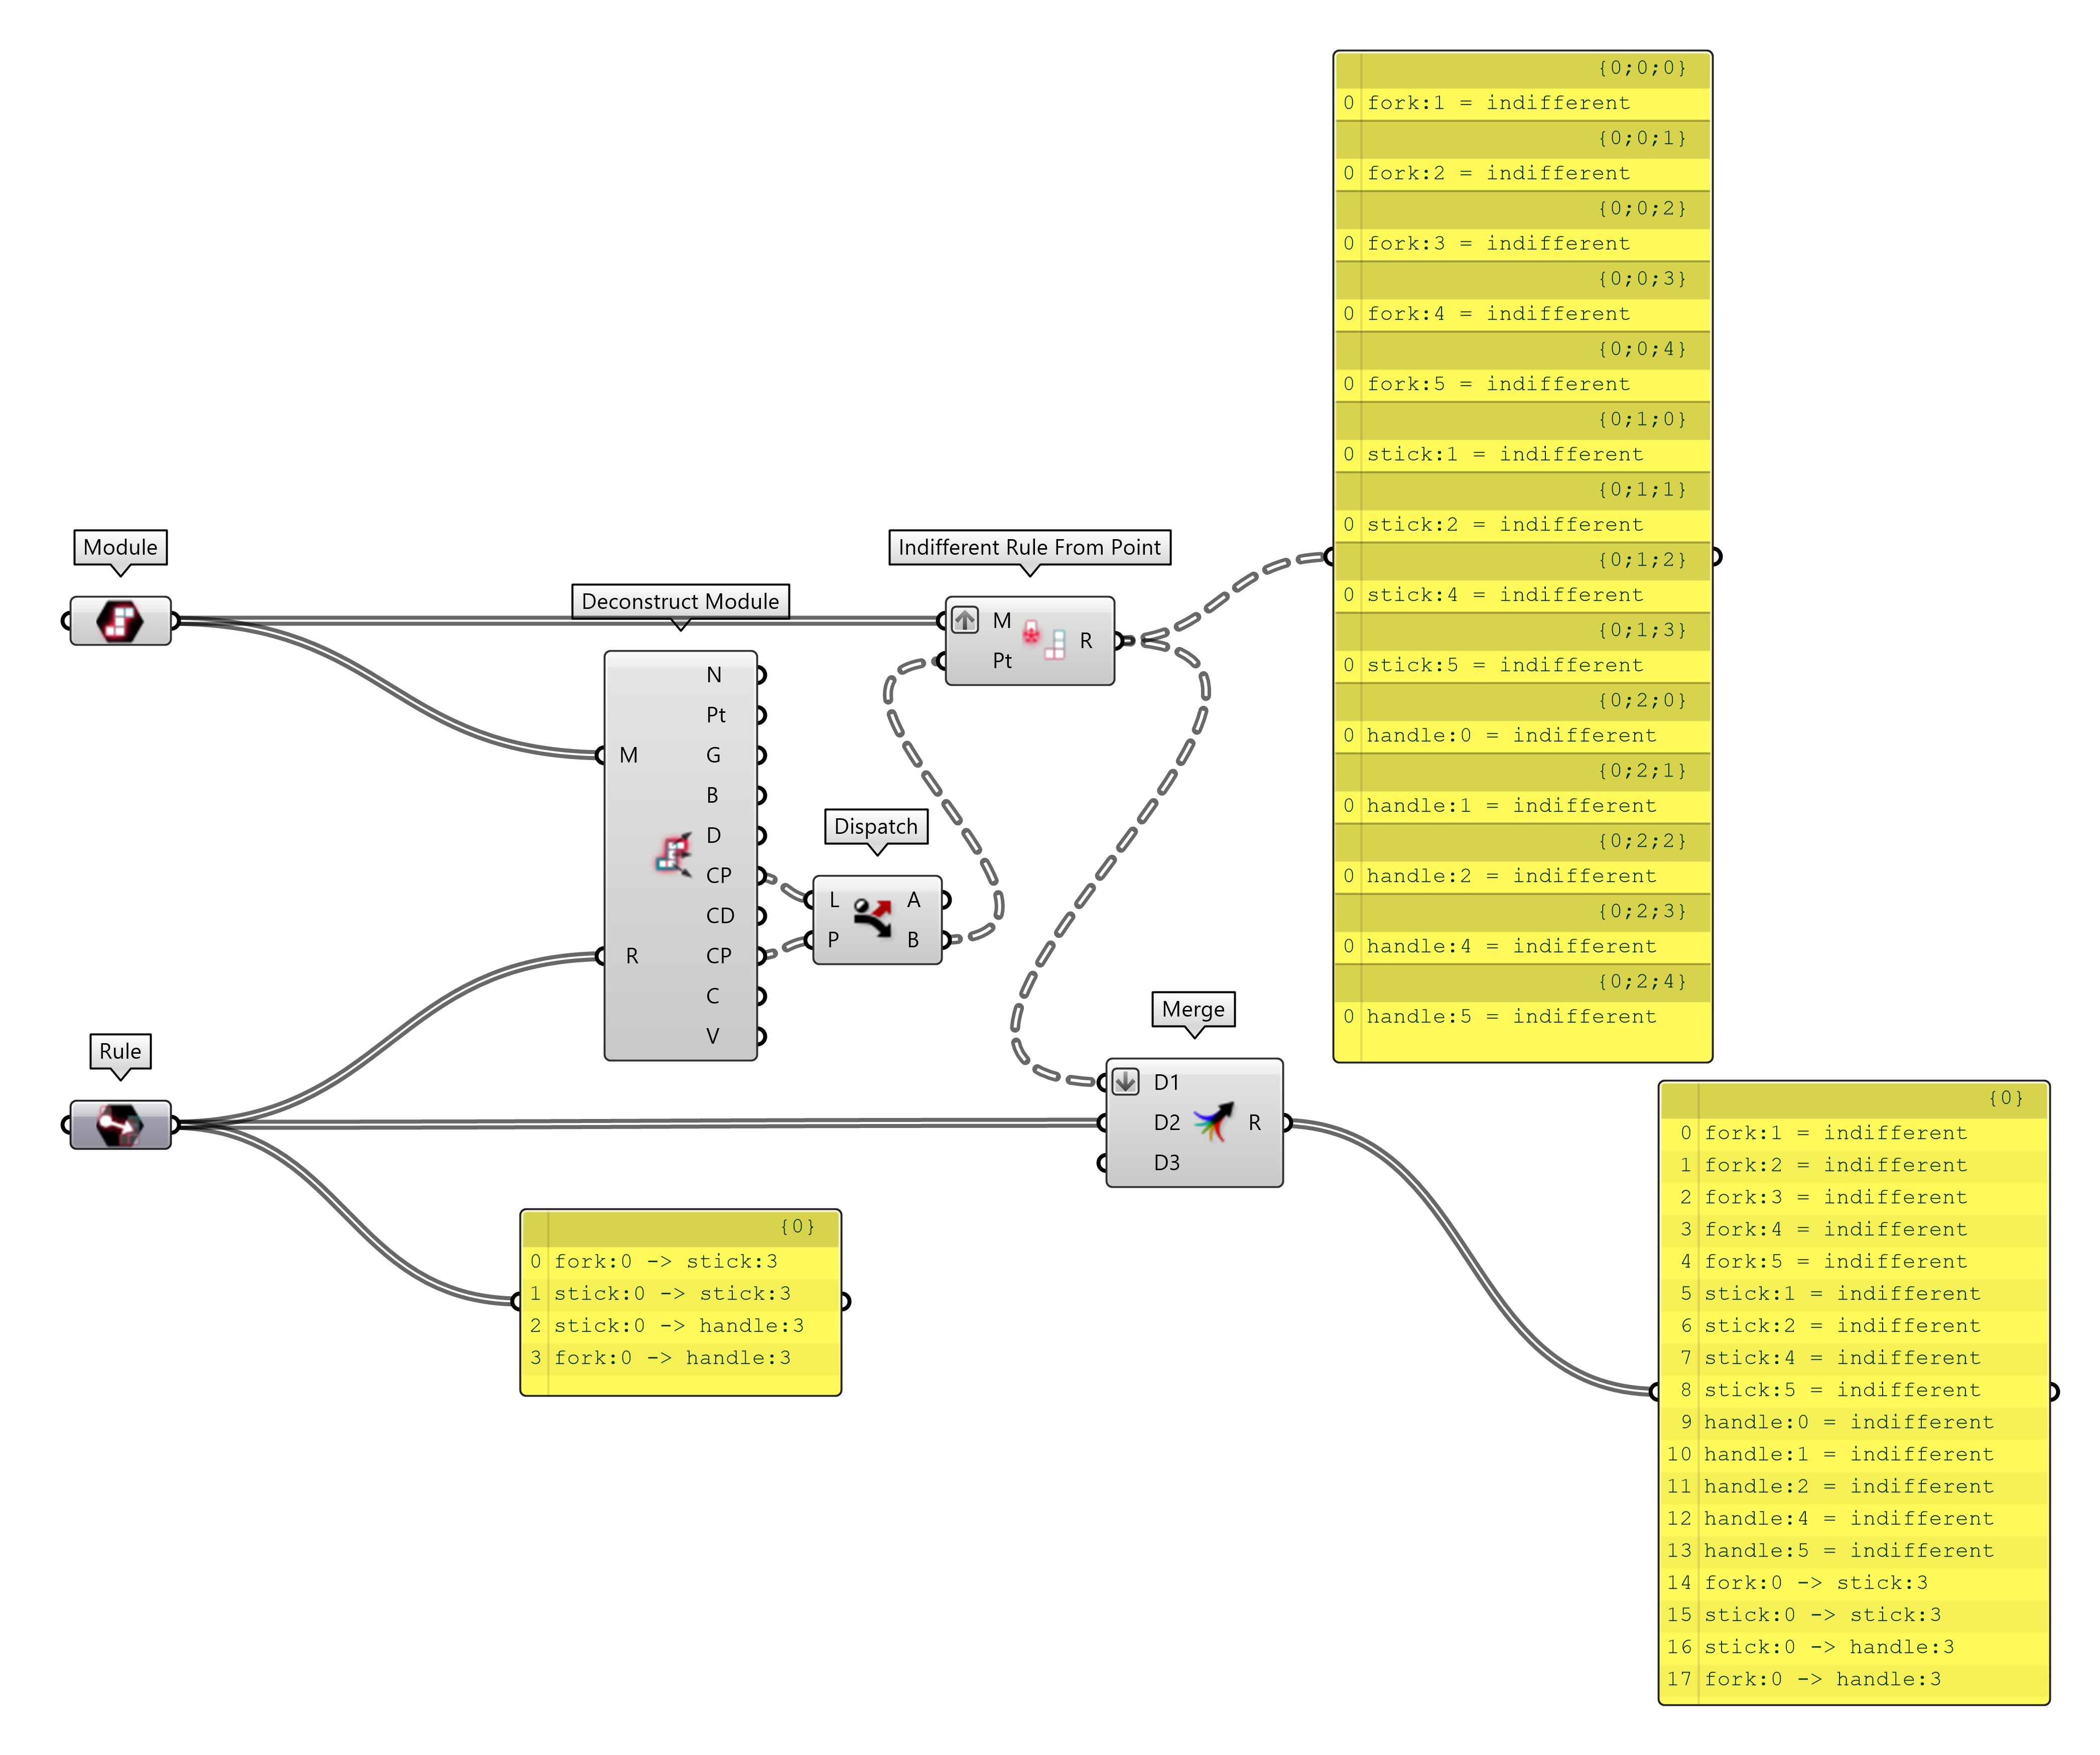 Module
Deconstruct Module
Indifferent Rule From Point
M
Pt
R
M
R
N
Pt
G
B
D
CP
CD
CP
C
V
Dispatch
L
P
A
B
Rule
Merge
D1
D2
D3
R
{0;0;0}
0 fork:1 = indifferent
{0;0;1}
0 fork:2 = indifferent
{0;0;2}
0 fork:3 = indifferent
{0;0;3}
0 fork:4 = indifferent
{0;0;4}
0 fork:5 = indifferent
{0;1;0}
0 stick:1 = indifferent
{0;1;1}
0 stick:2 = indifferent
{0;1;2}
0 stick:4 = indifferent
{0;1;3}
0 stick:5 = indifferent
{0;2;0}
0 handle:0 = indifferent
{0;2;1}
0 handle:1 = indifferent
{0;2;2}
0 handle:2 = indifferent
{0;2;3}
0 handle:4 = indifferent
{0;2;4}
0 handle:5 = indifferent
{0}
0 fork:0 -> stick:3
1 stick:0 -> stick:3
2 stick:0 -> handle:3
3 fork:0 -> handle:3
{0}
0 fork:1 = indifferent
1 fork:2 = indifferent
2 fork:3 = indifferent
3 fork:4 = indifferent
4 fork:5 = indifferent
5 stick:1 = indifferent
6 stick:2 = indifferent
7 stick:4 = indifferent
8 stick:5 = indifferent
9 handle:0 = indifferent
10 handle:1 = indifferent
11 handle:2 = indifferent
12 handle:4 = indifferent
13 handle:5 = indifferent
14 fork:0 -> stick:3
15 stick:0 -> stick:3
16 stick:0 -> handle:3
17 fork:0 -> handle:3